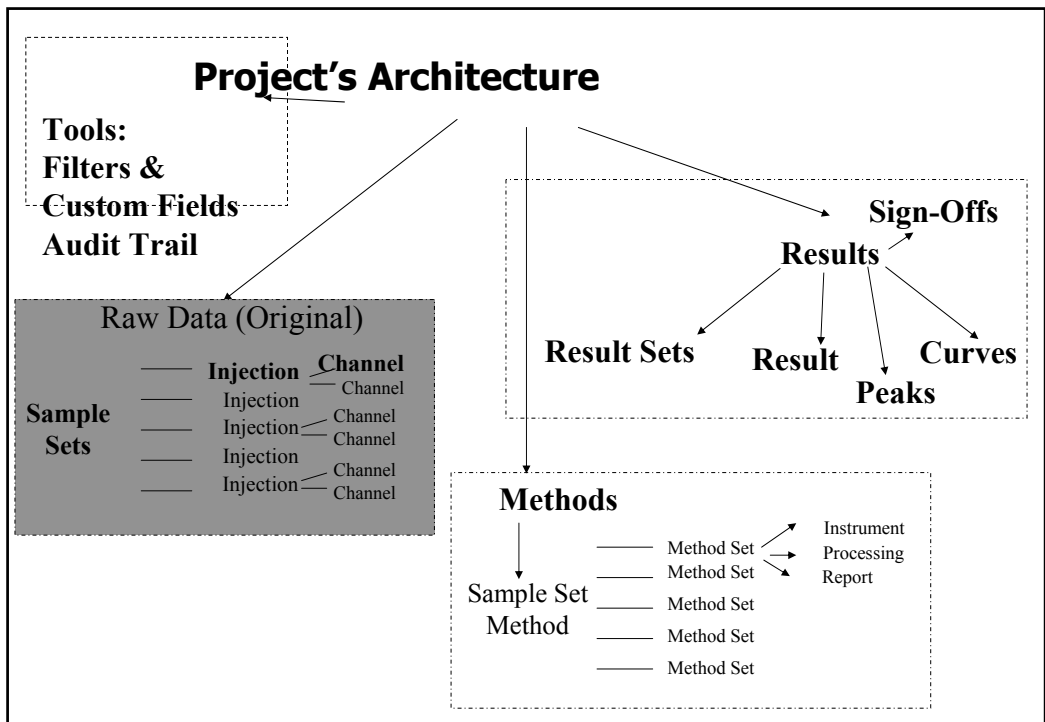 Project's Architecture
Tools:
Filters &
Custom Fields
Audit Trail
Sign-Offs
Results
Result Sets
Result
Curves
Peaks
Raw Data (Original)
Sample
Sets
Injection
Channel
Channel
Injection
Injection
Channel
Channel
Injection
Injection
Channel
Channel
Methods
Sample Set
Method
Method Set
Method Set
Method Set
Method Set
Method Set
Instrument
Processing
Report